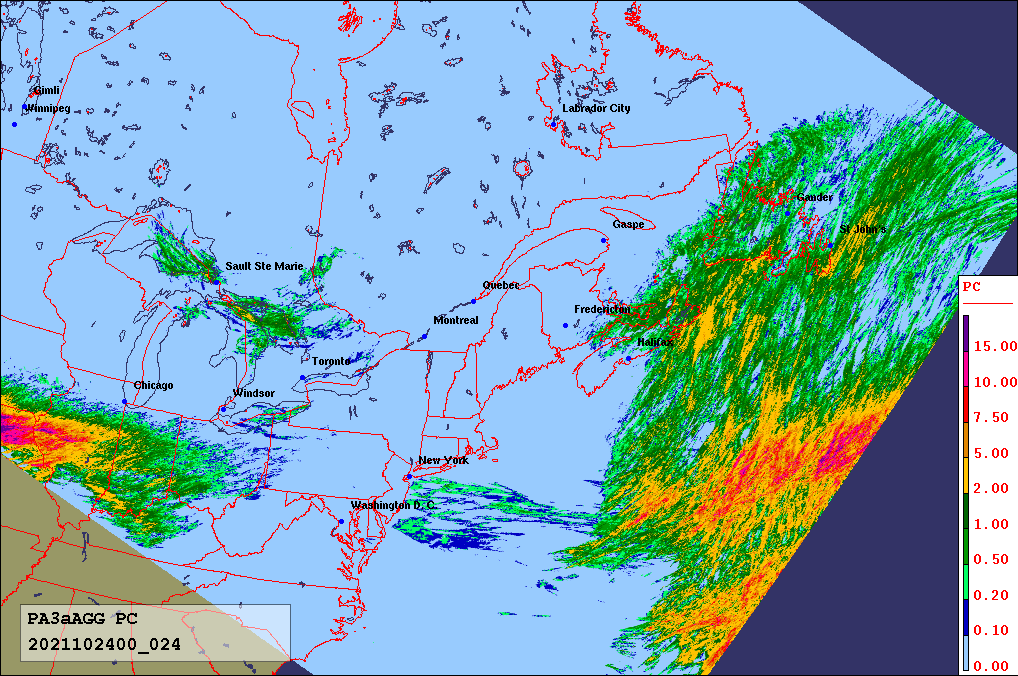 Gimli
Winnipeg
Labrador City
Gander
St John's
Gaspe
Sault Ste Marie
Quebec
PC
Fredericton
Montreal
Halifax
15.00
Toronto
10.00
Chicago
Windsor
7.50
5.00
New York
2.00
Washington D.C.
1.00
0.50
0.20
PA3aAGG PC
0.10
2021102400_024
0.00